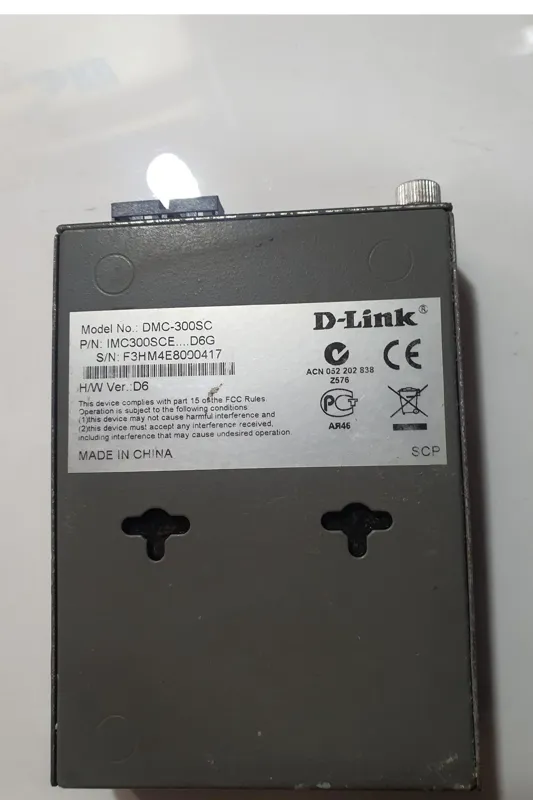 Model No.: DMC-300SC
P/N: IMC300SCE....D6G
S/N: F3HM4E8000417
H/W Ver.:D6
This device complies with part 15 of the FCC Rules.
Operation is subject to the following conditions:
(1)this device may not cause harmful interference and
(2)this device must accept any interference received,
including interference that may cause undesired operation.
MADE IN CHINA
D-Link®
CE
ACN 052 202 838
Z576
РСТ
АЯ46
SCP